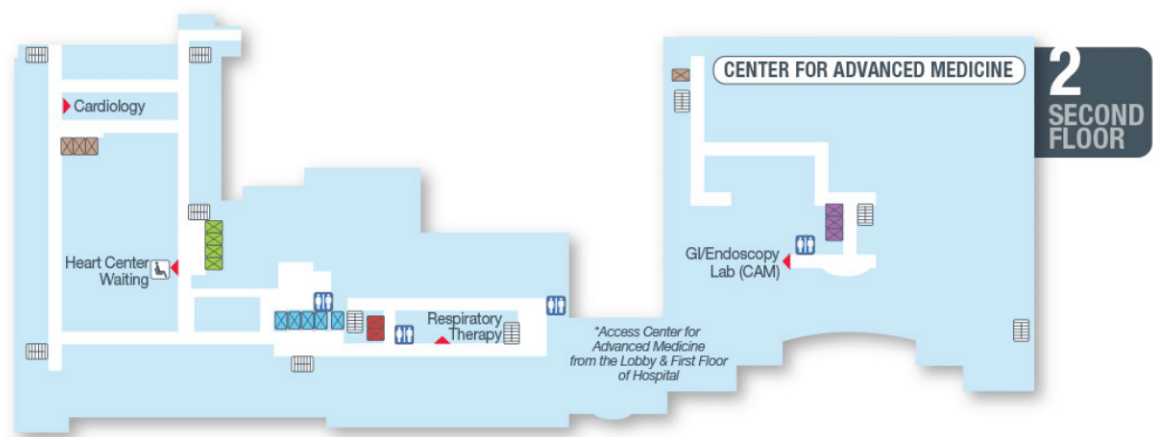 CENTER FOR ADVANCED MEDICINE
2
SECOND
FLOOR
Cardiology
Heart Center
Waiting
GI/Endoscopy
Lab (CAM)
Respiratory
Therapy
*Access Center for
Advanced Medicine
from the Lobby & First Floor
of Hospital